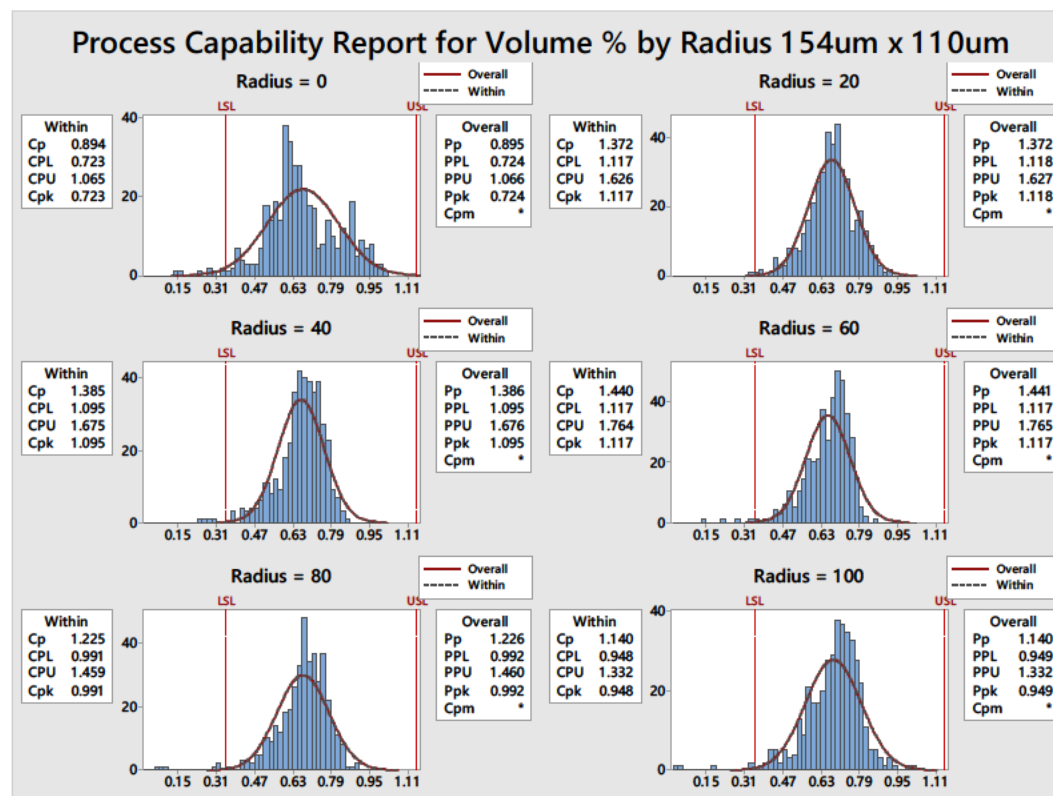 Process Capability Report for Volume % by Radius 154um x 110um
Radius = 0
Overall
Within
LSL
USL
Within
Cp 0.894
CPL 0.723
CPU 1.065
Cpk 0.723
40
20
0
0.15 0.31 0.47 0.63 0.79 0.95 1.11
Overall
Pp 0.895
PPL 0.724
PPU 1.066
Ppk 0.724
Cpm *
Radius = 20
Overall
Within
LSL
USL
Within
Cp 1.372
CPL 1.117
CPU 1.626
Cpk 1.117
40
20
0
0.15 0.31 0.47 0.63 0.79 0.95 1.11
Overall
Pp 1.372
PPL 1.118
PPU 1.627
Ppk 1.118
Cpm *
Radius = 40
Overall
Within
LSL
USL
Within
Cp 1.385
CPL 1.095
CPU 1.675
Cpk 1.095
40
20
0
0.15 0.31 0.47 0.63 0.79 0.95 1.11
Overall
Pp 1.386
PPL 1.095
PPU 1.676
Ppk 1.095
Cpm *
Radius = 60
Overall
Within
LSL
USL
Within
Cp 1.440
CPL 1.117
CPU 1.764
Cpk 1.117
40
20
0
0.15 0.31 0.47 0.63 0.79 0.95 1.11
Overall
Pp 1.441
PPL 1.117
PPU 1.765
Ppk 1.117
Cpm *
Radius = 80
Overall
Within
LSL
USL
Within
Cp 1.225
CPL 0.991
CPU 1.459
Cpk 0.991
40
20
0
0.15 0.31 0.47 0.63 0.79 0.95 1.11
Overall
Pp 1.226
PPL 0.992
PPU 1.460
Ppk 0.992
Cpm *
Radius = 100
Overall
Within
LSL
USL
Within
Cp 1.140
CPL 0.948
CPU 1.332
Cpk 0.948
40
20
0
0.15 0.31 0.47 0.63 0.79 0.95 1.11
Overall
Pp 1.140
PPL 0.949
PPU 1.332
Ppk 0.949
Cpm *